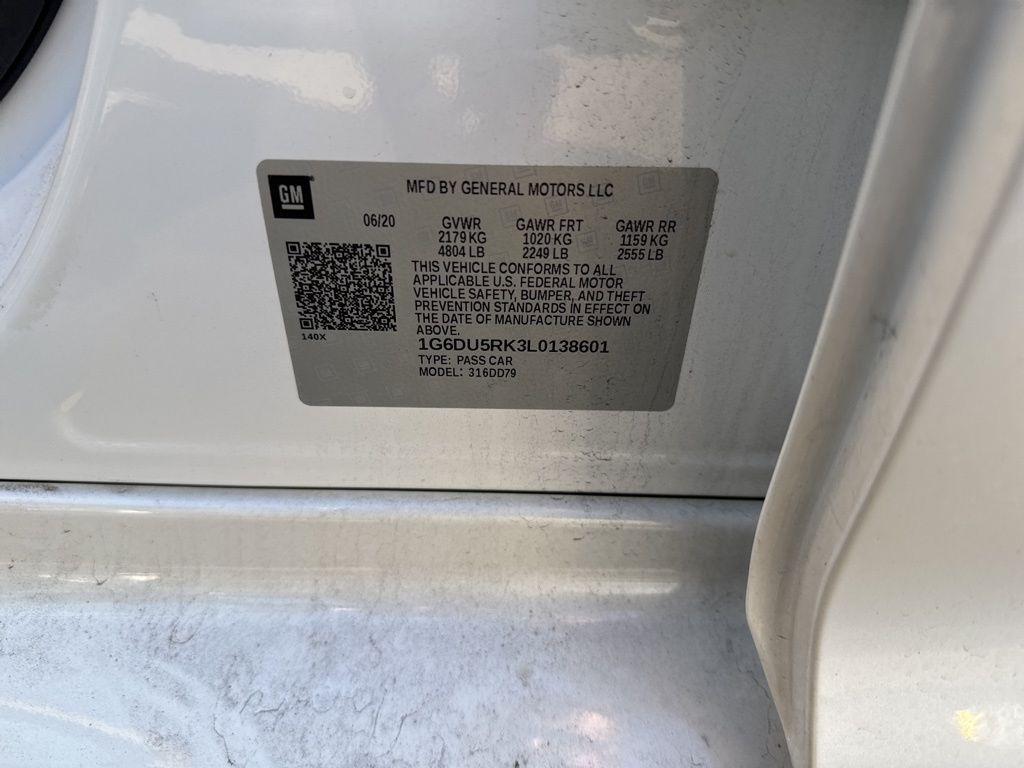 GM
MFD BY GENERAL MOTORS LLC
06/20 GVWR GAWR FRT GAWR RR
2179 KG 1020 KG 1159 KG
4804 LB 2249 LB 2555 LB
THIS VEHICLE CONFORMS TO ALL
APPLICABLE U.S. FEDERAL MOTOR
VEHICLE SAFETY, BUMPER, AND THEFT
PREVENTION STANDARDS IN EFFECT ON
THE DATE OF MANUFACTURE SHOWN
ABOVE.
140X
1G6DU5RK3L0138601
TYPE: PASS CAR
MODEL: 316DD79